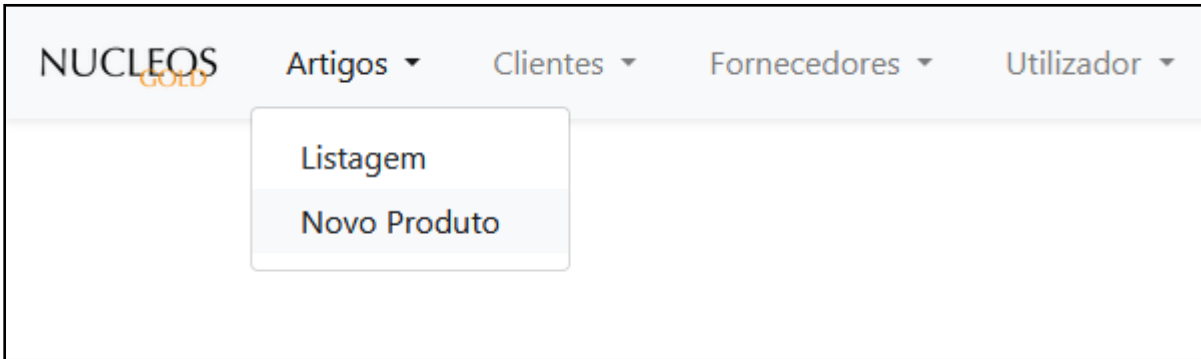 NUCLEOS GOLD Artigos Clientes Fornecedores Utilizador
Listagem
Novo Produto